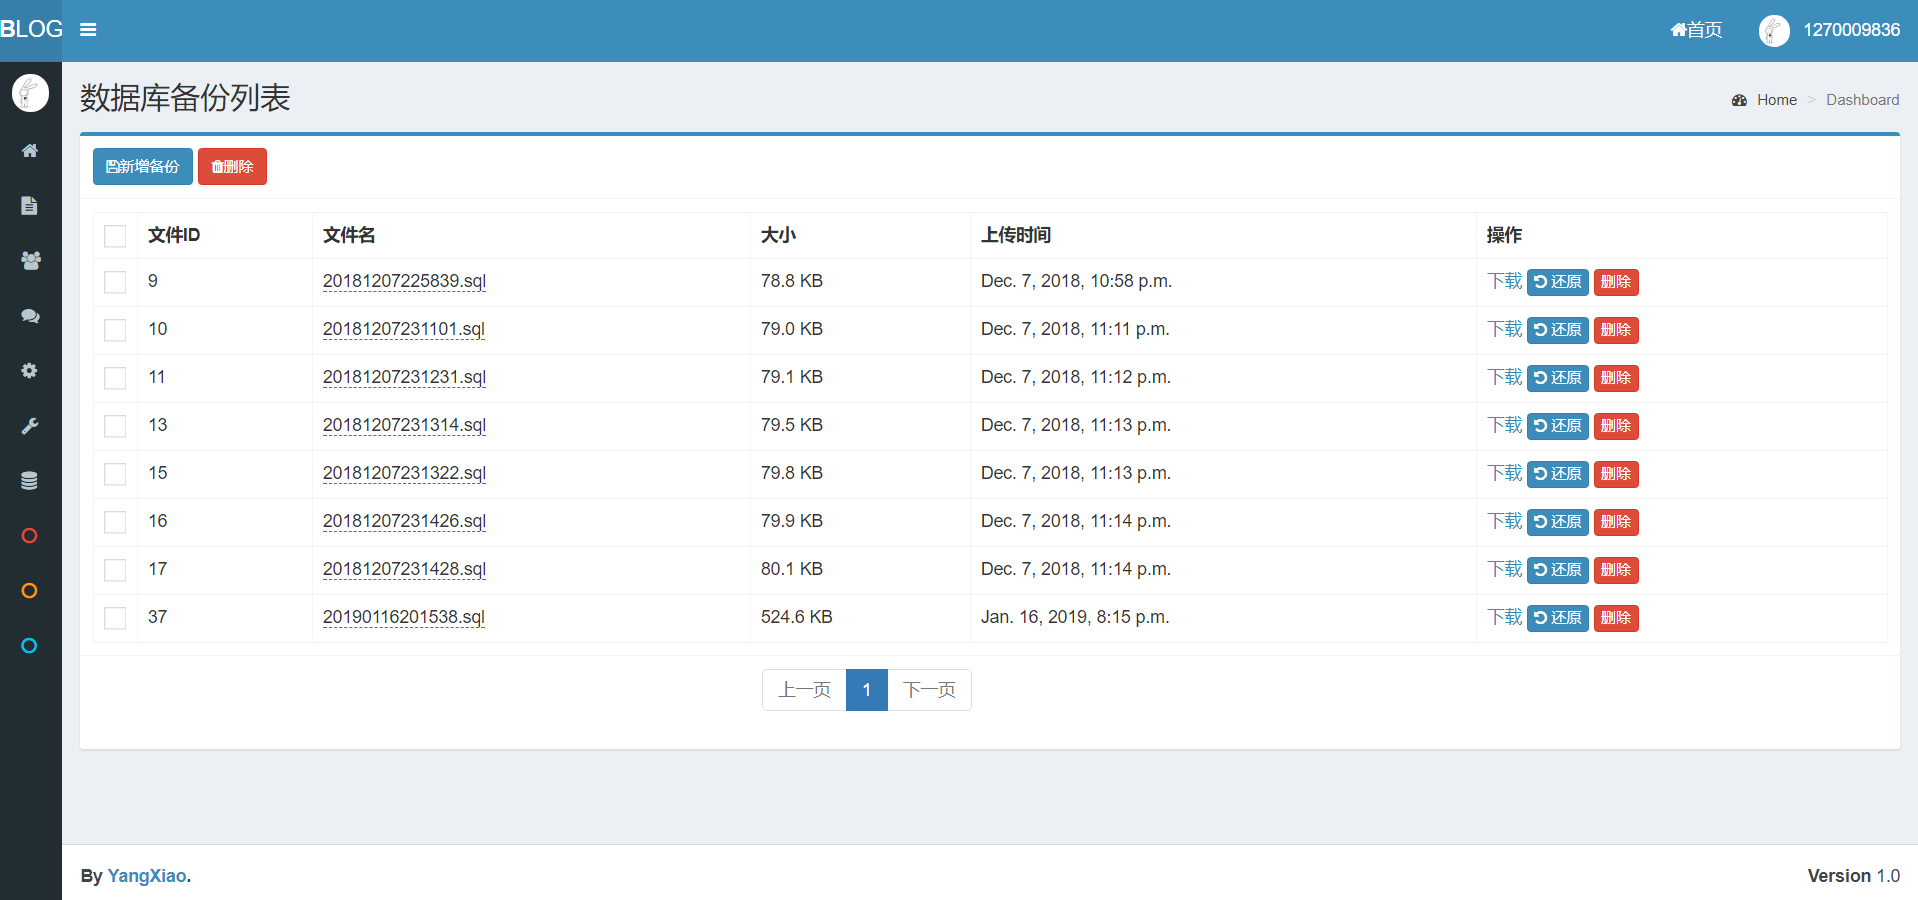 BLOG 首页 1270009836
数据库备份列表 Home > Dashboard
新增备份 删除
文件ID 文件名 大小 上传时间 操作
9 20181207225839.sql 78.8 KB Dec. 7, 2018, 10:58 p.m. 下载 还原 删除
10 20181207231101.sql 79.0 KB Dec. 7, 2018, 11:11 p.m. 下载 还原 删除
11 20181207231231.sql 79.1 KB Dec. 7, 2018, 11:12 p.m. 下载 还原 删除
13 20181207231314.sql 79.5 KB Dec. 7, 2018, 11:13 p.m. 下载 还原 删除
15 20181207231322.sql 79.8 KB Dec. 7, 2018, 11:13 p.m. 下载 还原 删除
16 20181207231426.sql 79.9 KB Dec. 7, 2018, 11:14 p.m. 下载 还原 删除
17 20181207231428.sql 80.1 KB Dec. 7, 2018, 11:14 p.m. 下载 还原 删除
37 20190116201538.sql 524.6 KB Jan. 16, 2019, 8:15 p.m. 下载 还原 删除
上一页 1 下一页
By YangXiao. Version 1.0